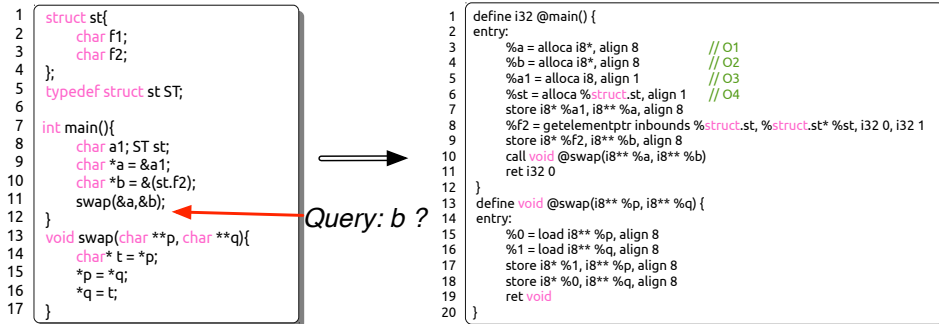 1 struct st{
2 char f1;
3 char f2;
4 };
5 typedef struct st ST;
6
7 int main(){
8 char a1; ST st;
9 char *a = &a1;
10 char *b = &(st.f2);
11 swap(&a,&b);
12 }
13 void swap(char **p, char **q){
14 char* t = *p;
15 *p = *q;
16 *q = t;
17 }
Query: b ?
1 define i32 @main() {
2 entry:
3 %a = alloca i8*, align 8 // O1
4 %b = alloca i8*, align 8 // O2
5 %a1 = alloca i8, align 1 // O3
6 %st = alloca %struct.st, align 1 // O4
7 store i8* %a1, i8** %a, align 8
8 %f2 = getelementptr inbounds %struct.st, %struct.st* %st, i32 0, i32 1
9 store i8* %f2, i8** %b, align 8
10 call void @swap(i8** %a, i8** %b)
11 ret i32 0
12 }
13 define void @swap(i8** %p, i8** %q) {
14 entry:
15 %0 = load i8** %p, align 8
16 %1 = load i8** %q, align 8
17 store i8* %1, i8** %p, align 8
18 store i8* %0, i8** %q, align 8
19 ret void
20 }